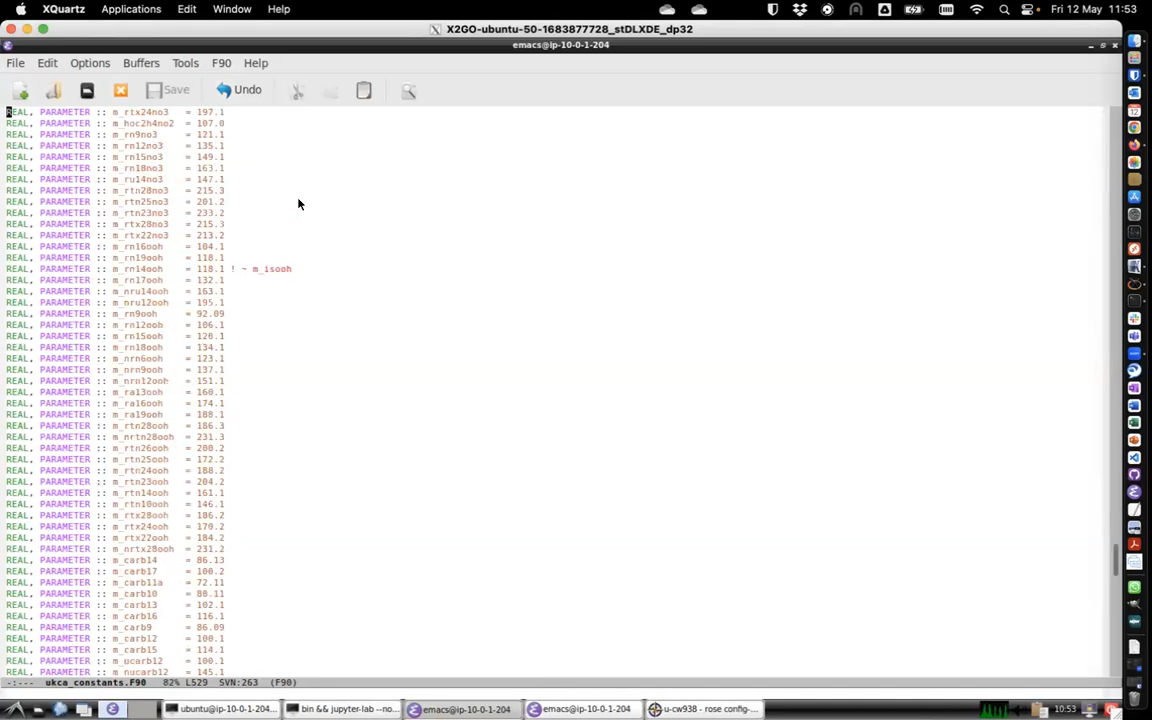 XQuartz Applications Edit Window Help Fri 12 May 11:53
X2GO-ubuntu-50-1683877728_stDLXDE_dp32
emacs@ip-10-0-1-204
File Edit Options Buffers Tools F90 Help
Save Undo
REAL, PARAMETER :: m_rtx24no3 = 197.1
REAL, PARAMETER :: m_hoc2h4no2 = 107.0
REAL, PARAMETER :: m_rn9no3 = 121.1
REAL, PARAMETER :: m_rn12no3 = 135.1
REAL, PARAMETER :: m_rn15no3 = 149.1
REAL, PARAMETER :: m_rn18no3 = 163.1
REAL, PARAMETER :: m_ru14no3 = 147.1
REAL, PARAMETER :: m_rtn28no3 = 215.3
REAL, PARAMETER :: m_rtn25no3 = 201.2
REAL, PARAMETER :: m_rtn23no3 = 233.2
REAL, PARAMETER :: m_rtx28no3 = 215.3
REAL, PARAMETER :: m_rtx22no3 = 213.2
REAL, PARAMETER :: m_rn16ooh = 104.1
REAL, PARAMETER :: m_rn19ooh = 118.1
REAL, PARAMETER :: m_rn14ooh = 118.1 ! ~ m_isooh
REAL, PARAMETER :: m_rn17ooh = 132.1
REAL, PARAMETER :: m_nru14ooh = 163.1
REAL, PARAMETER :: m_nru12ooh = 195.1
REAL, PARAMETER :: m_rn9ooh = 92.09
REAL, PARAMETER :: m_rn12ooh = 106.1
REAL, PARAMETER :: m_rn15ooh = 120.1
REAL, PARAMETER :: m_rn18ooh = 134.1
REAL, PARAMETER :: m_nrn6ooh = 123.1
REAL, PARAMETER :: m_nrn9ooh = 137.1
REAL, PARAMETER :: m_nrn12ooh = 151.1
REAL, PARAMETER :: m_ra13ooh = 160.1
REAL, PARAMETER :: m_ra16ooh = 174.1
REAL, PARAMETER :: m_ra19ooh = 188.1
REAL, PARAMETER :: m_rtn28ooh = 186.3
REAL, PARAMETER :: m_nrtn28ooh = 231.3
REAL, PARAMETER :: m_rtn26ooh = 200.2
REAL, PARAMETER :: m_rtn25ooh = 172.2
REAL, PARAMETER :: m_rtn24ooh = 188.2
REAL, PARAMETER :: m_rtn23ooh = 204.2
REAL, PARAMETER :: m_rtn14ooh = 161.1
REAL, PARAMETER :: m_rtn10ooh = 146.1
REAL, PARAMETER :: m_rtx28ooh = 186.2
REAL, PARAMETER :: m_rtx24ooh = 170.2
REAL, PARAMETER :: m_rtx22ooh = 184.2
REAL, PARAMETER :: m_nrtx28ooh = 231.2
REAL, PARAMETER :: m_carb14 = 86.13
REAL, PARAMETER :: m_carb17 = 100.2
REAL, PARAMETER :: m_carb11a = 72.11
REAL, PARAMETER :: m_carb10 = 88.11
REAL, PARAMETER :: m_carb13 = 102.1
REAL, PARAMETER :: m_carb16 = 116.1
REAL, PARAMETER :: m_carb9 = 86.09
REAL, PARAMETER :: m_carb12 = 100.1
REAL, PARAMETER :: m_carb15 = 114.1
REAL, PARAMETER :: m_ucarb12 = 100.1
REAL, PARAMETER :: m_nucarb12 = 145.1
-:--- ukca_constants.F90 82% L529 SVN:263 (F90)
ubuntu@ip-10-0-1-204... bin && jupyter-lab --no... emacs@ip-10-0-1-204 emacs@ip-10-0-1-204 u-cw938 - rose config-... 10:53